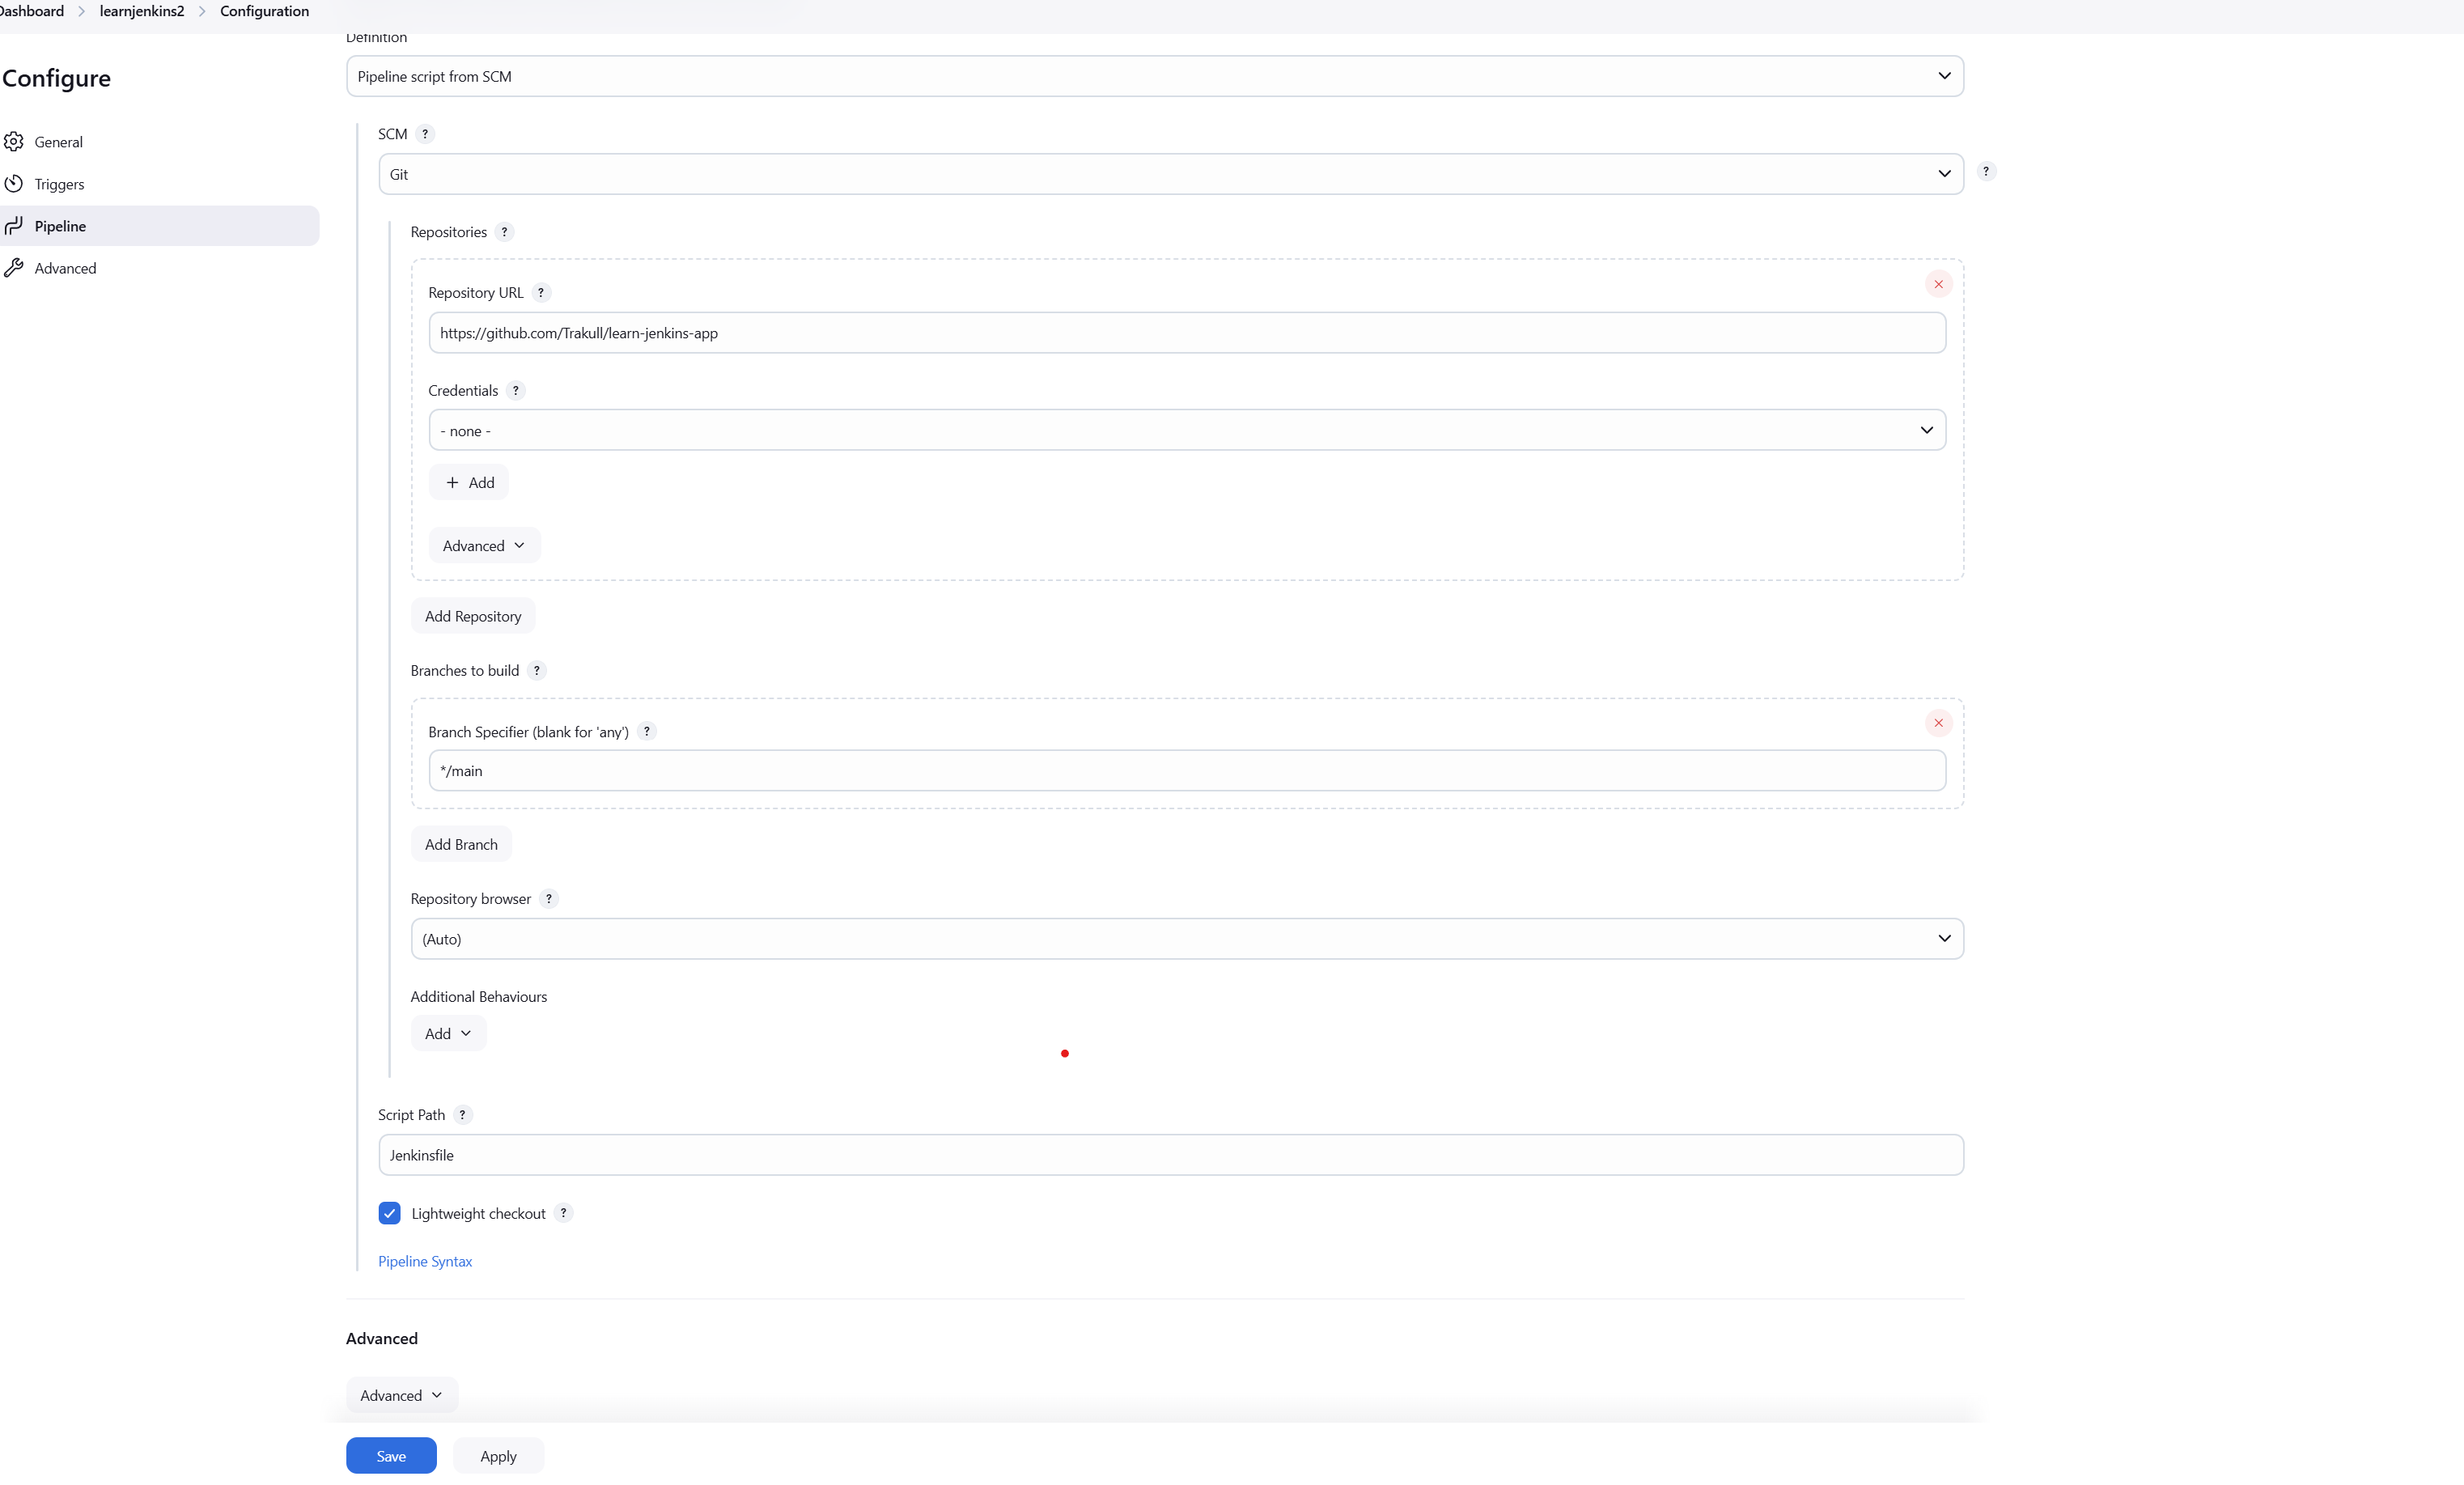 Dashboard > learnjenkins2 > Configuration
Configure
General
Triggers
Pipeline
Advanced
Definition
Pipeline script from SCM
SCM ?
Git
?
Repositories ?
Repository URL ?
https://github.com/Trakull/learn-jenkins-app
Credentials ?
- none -
+ Add
Advanced
Add Repository
Branches to build ?
Branch Specifier (blank for 'any') ?
*/main
Add Branch
Repository browser ?
(Auto)
Additional Behaviours
Add
Script Path ?
Jenkinsfile
Lightweight checkout ?
Pipeline Syntax
Advanced
Advanced
Save Apply